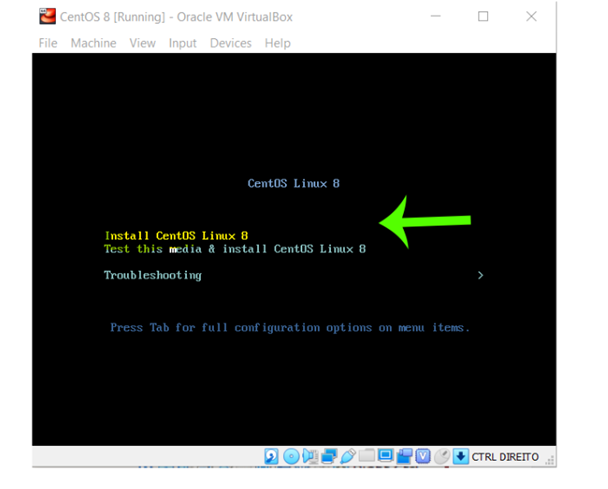 CentOS 8 [Running] - Oracle VM VirtualBox
File Machine View Input Devices Help
CentOS Linux 8
Install CentOS Linux 8
Test this media & install CentOS Linux 8
Troubleshooting >
Press Tab for full configuration options on menu items.
CTRL DIREITO